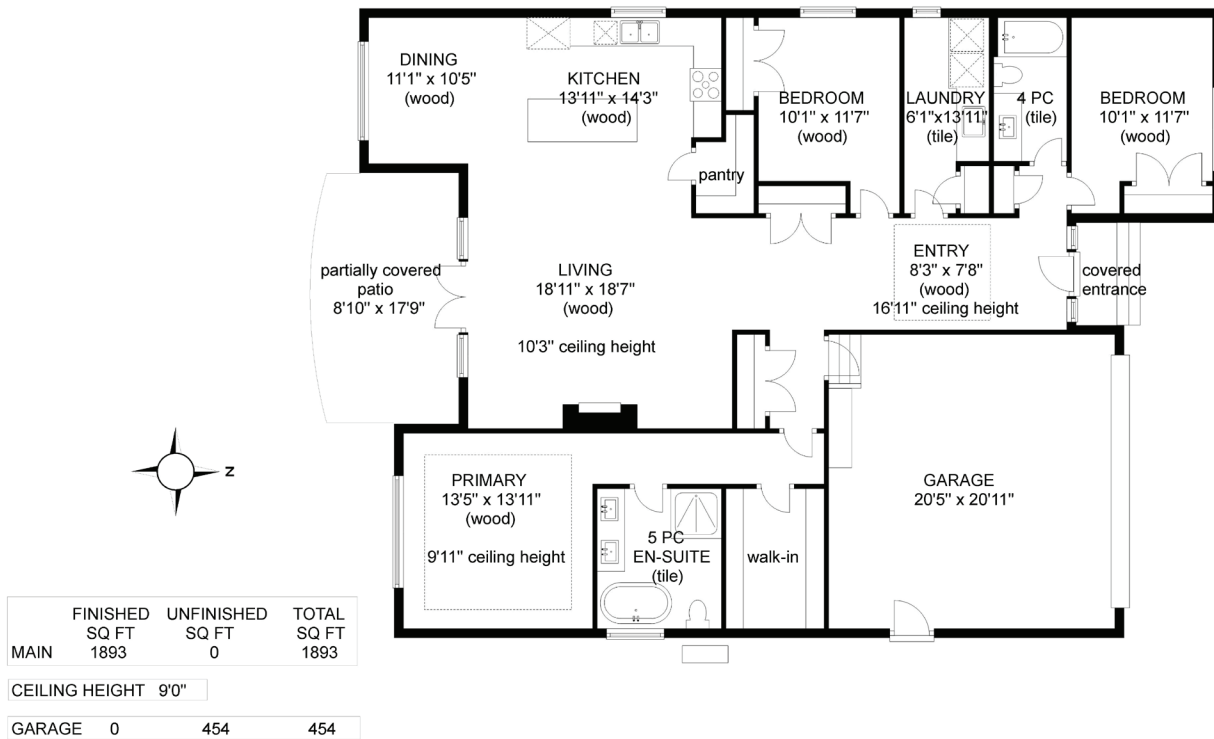 DINING
11'1" x 10'5"
(wood)
KITCHEN
13'11" x 14'3"
(wood)
BEDROOM
10'1" x 11'7"
(wood)
LAUNDRY
6'1"x13'11"
(tile)
4 PC
(tile)
BEDROOM
10'1" x 11'7"
(wood)
pantry
partially covered
patio
8'10" x 17'9"
LIVING
18'11" x 18'7"
(wood)
10'3" ceiling height
ENTRY
8'3" x 7'8"
(wood)
16'11" ceiling height
covered
entrance
Z
PRIMARY
13'5" x 13'11"
(wood)
9'11" ceiling height
5 PC
EN-SUITE
(tile)
walk-in
GARAGE
20'5" x 20'11"
FINISHED UNFINISHED TOTAL
SQ FT SQ FT SQ FT
MAIN 1893 0 1893
CEILING HEIGHT 9'0"
GARAGE 0 454 454